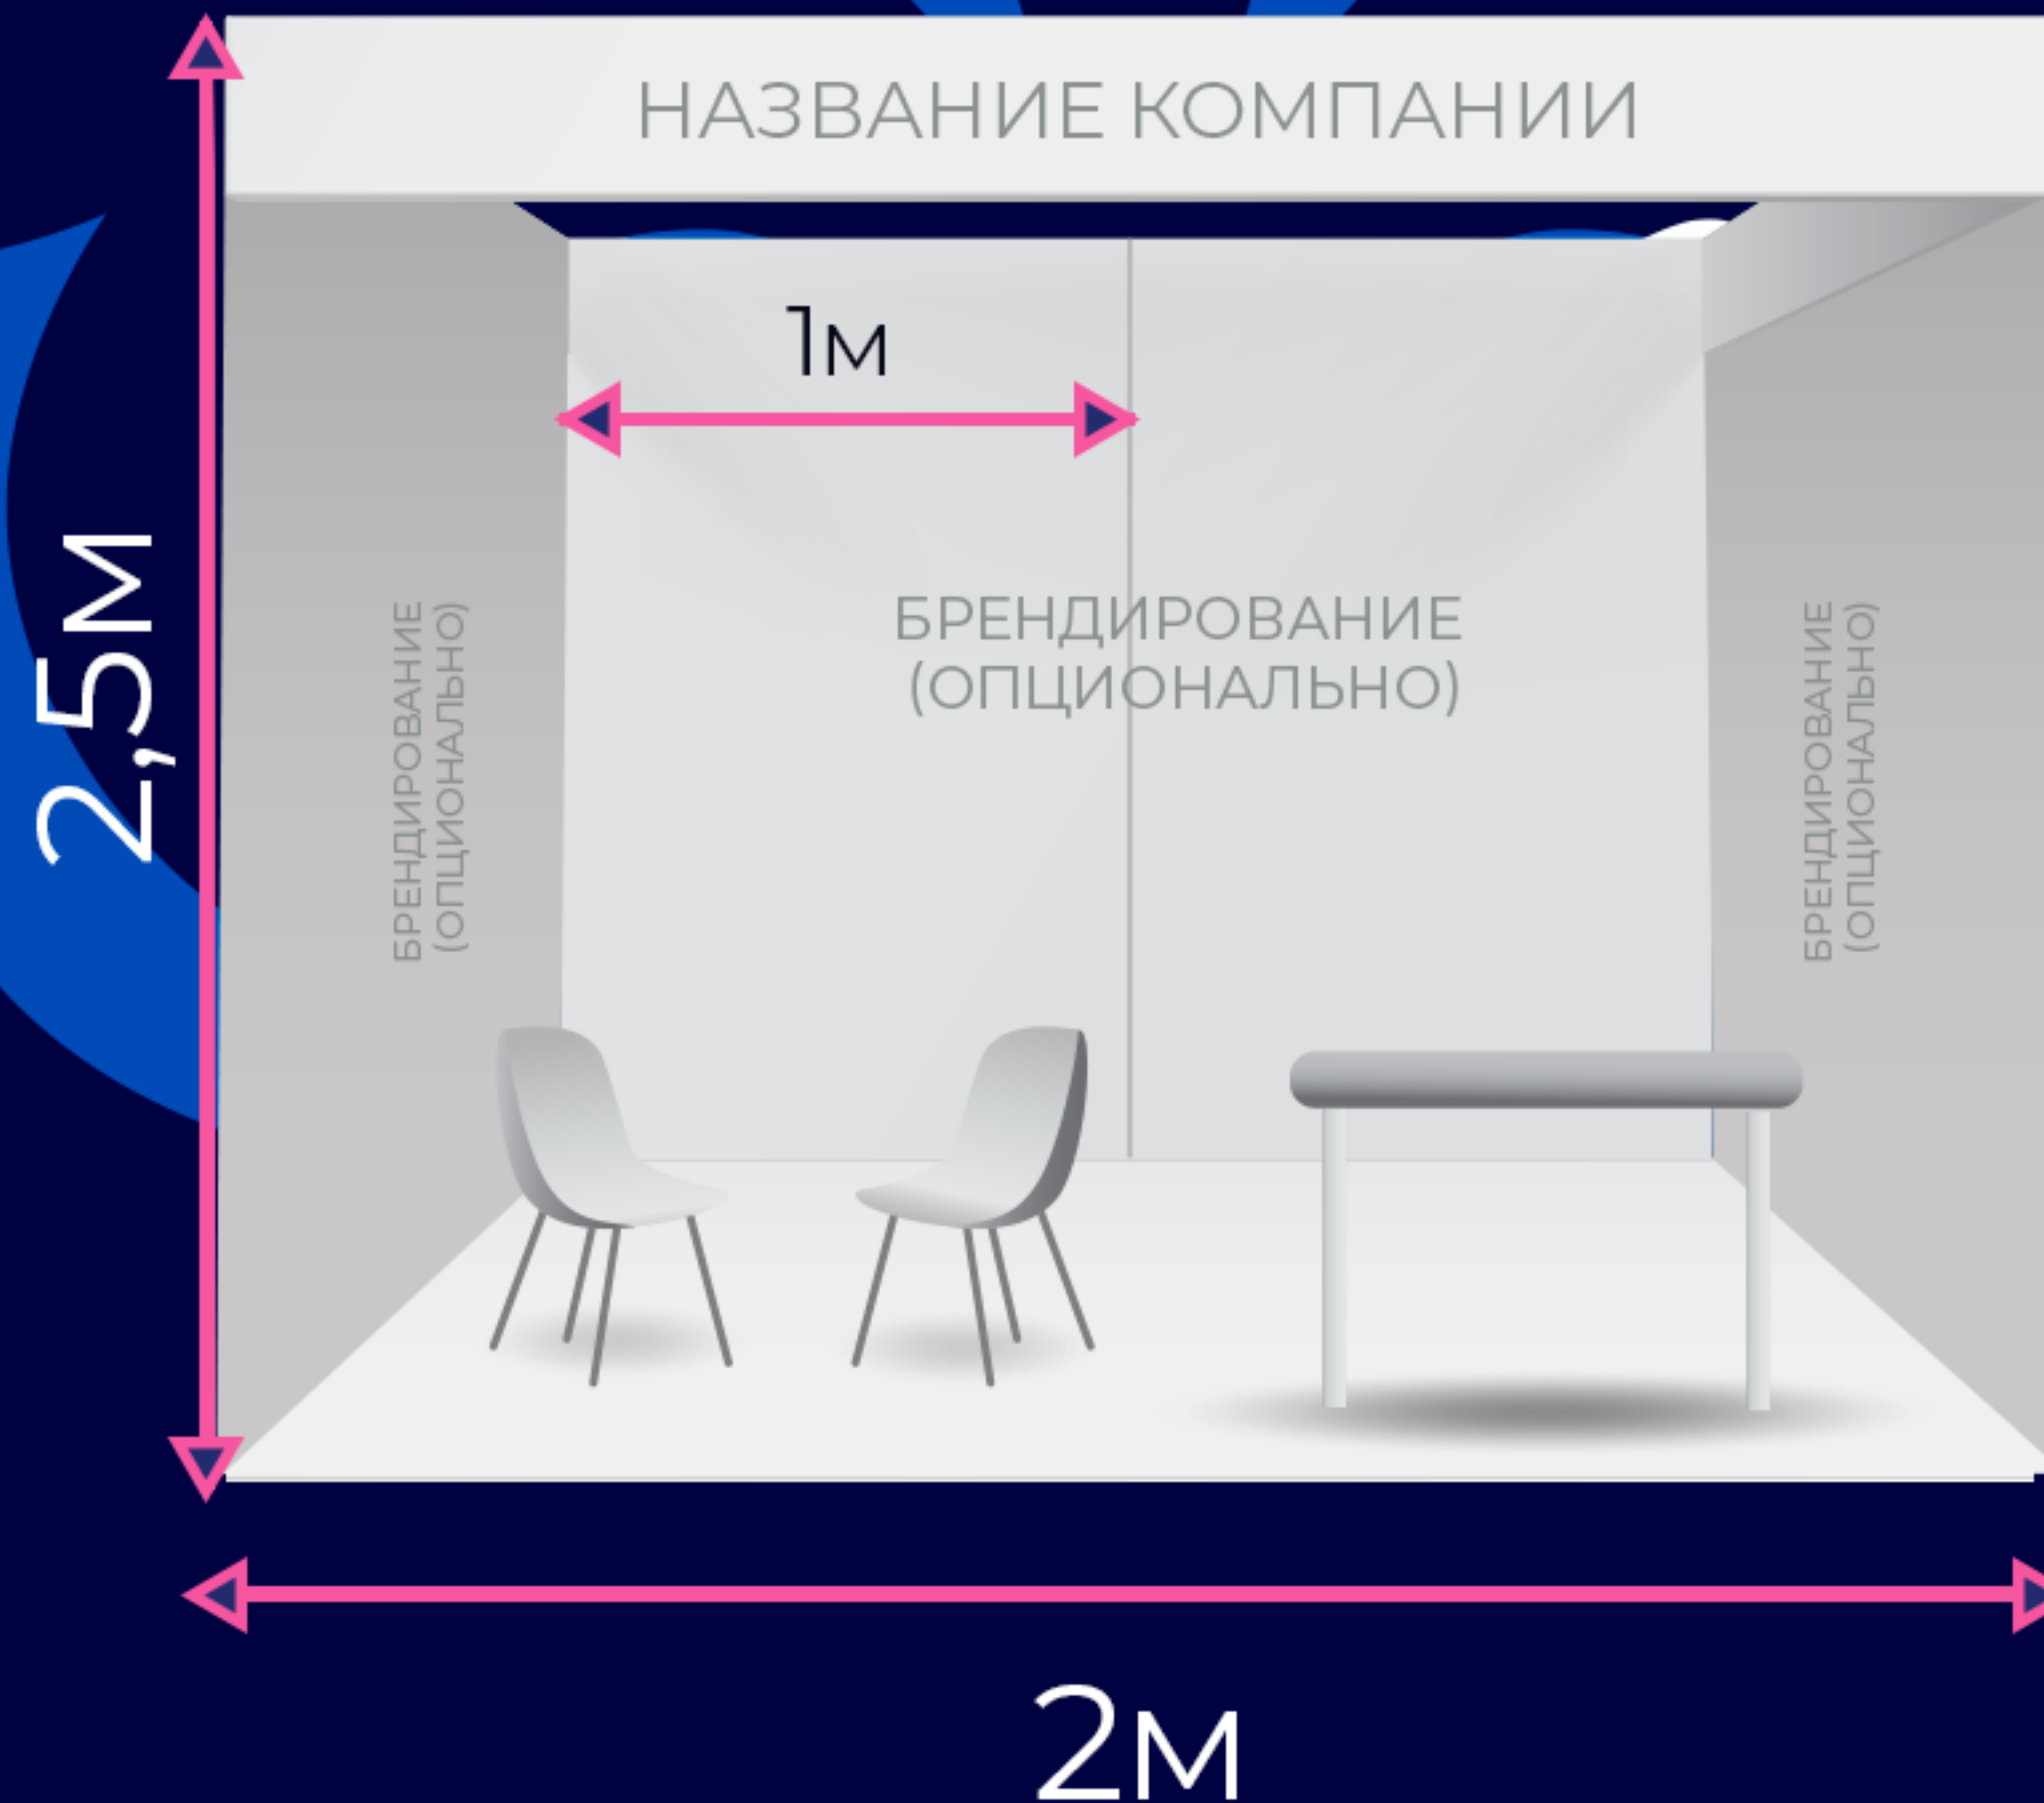 НАЗВАНИЕ КОМПАНИИ
1м
2,5м
БРЕНДИРОВАНИЕ
(ОПЦИОНАЛЬНО)
БРЕНДИРОВАНИЕ
(ОПЦИОНАЛЬНО)
БРЕНДИРОВАНИЕ
(ОПЦИОНАЛЬНО)
2м